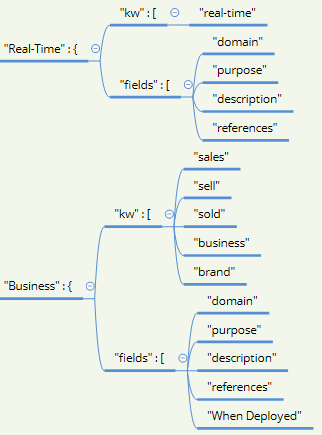 "Real-Time" : {
"kw" : [
"real-time"
"fields" : [
"domain"
"purpose"
"description"
"references"
"Business" : {
"kw" : [
"sales"
"sell"
"sold"
"business"
"brand"
"fields" : [
"domain"
"purpose"
"description"
"references"
"When Deployed"